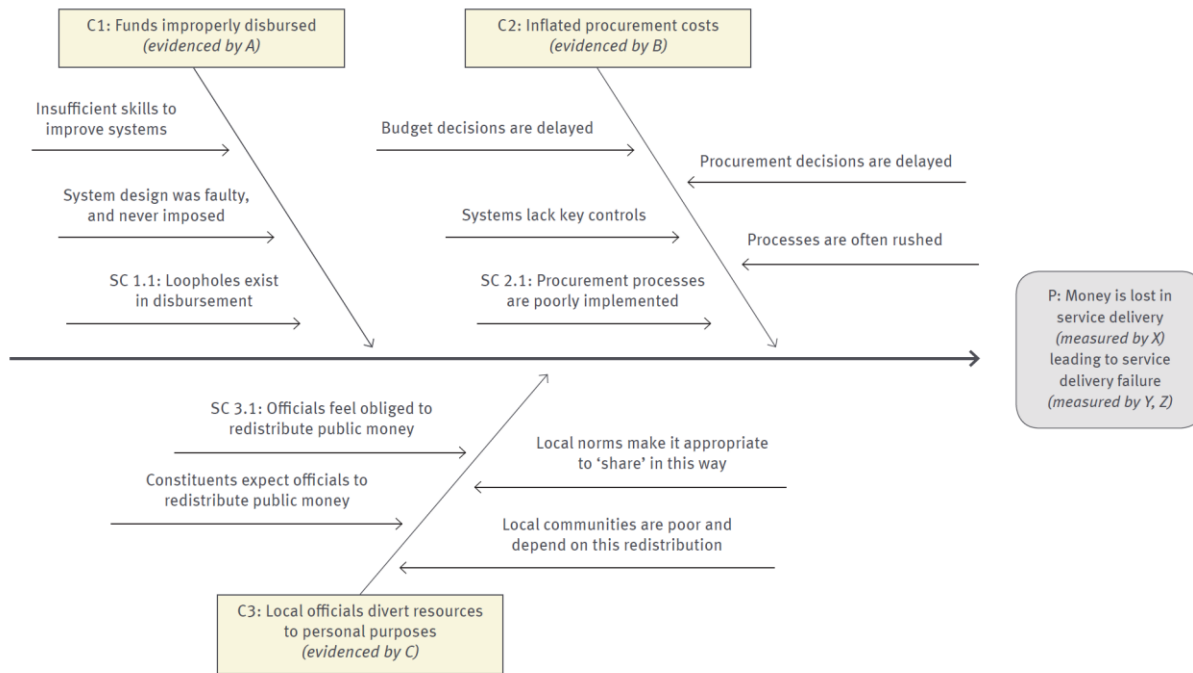 C1: Funds improperly disbursed
(evidenced by A)
C2: Inflated procurement costs
(evidenced by B)
Insufficient skills to
improve systems
System design was faulty,
and never imposed
SC 1.1: Loopholes exist
in disbursement
Budget decisions are delayed
Procurement decisions are delayed
Systems lack key controls
Processes are often rushed
SC 2.1: Procurement processes
are poorly implemented
P: Money is lost in
service delivery
(measured by X)
leading to service
delivery failure
(measured by Y, Z)
SC 3.1: Officials feel obliged to
redistribute public money
Local norms make it appropriate
to ‘share’ in this way
Constituents expect officials to
redistribute public money
Local communities are poor and
depend on this redistribution
C3: Local officials divert resources
to personal purposes
(evidenced by C)